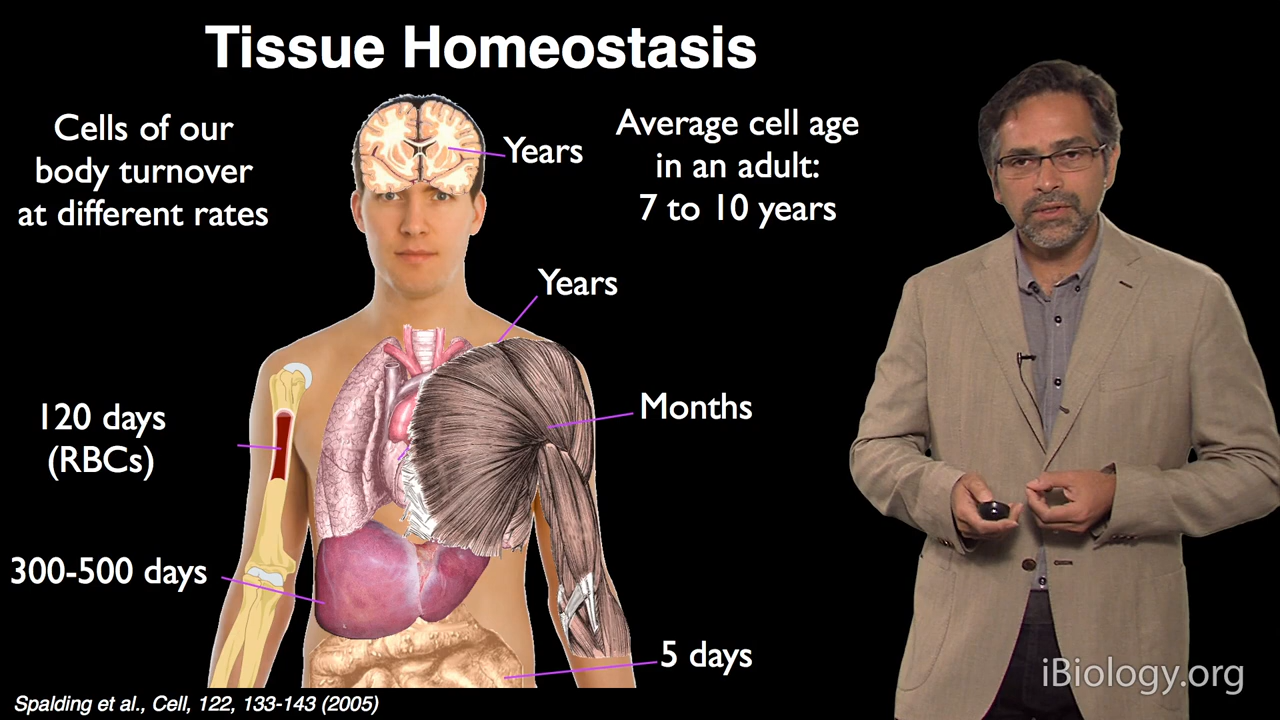 Tissue Homeostasis
Cells of our
body turnover
at different rates
Years
Average cell age
in an adult:
7 to 10 years
Years
Months
120 days
(RBCs)
300-500 days
5 days
Spalding et al., Cell, 122, 133-143 (2005)
iBiology.org